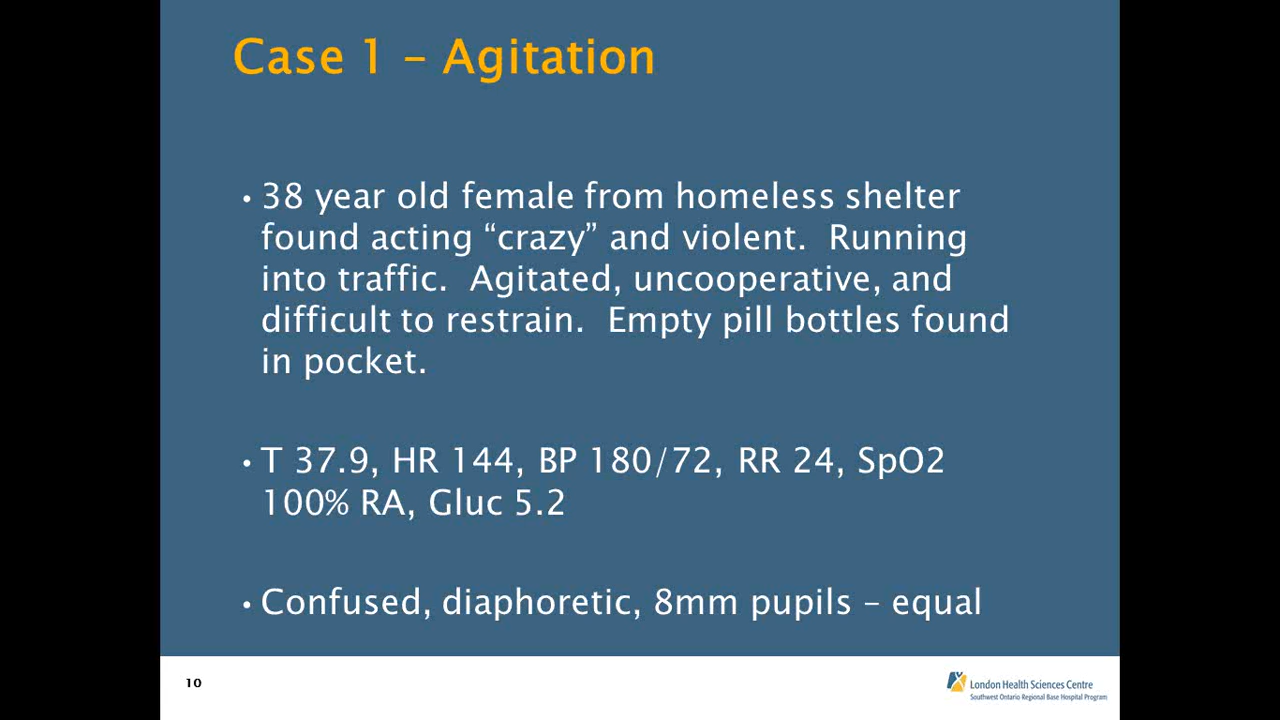 Case 1 – Agitation
• 38 year old female from homeless shelter
found acting “crazy” and violent.  Running
into traffic.  Agitated, uncooperative, and
difficult to restrain.  Empty pill bottles found
in pocket.
• T 37.9, HR 144, BP 180/72, RR 24, SpO2
100% RA, Gluc 5.2
• Confused, diaphoretic, 8mm pupils – equal
10
London Health Sciences Centre
Southwest Ontario Regional Base Hospital Program